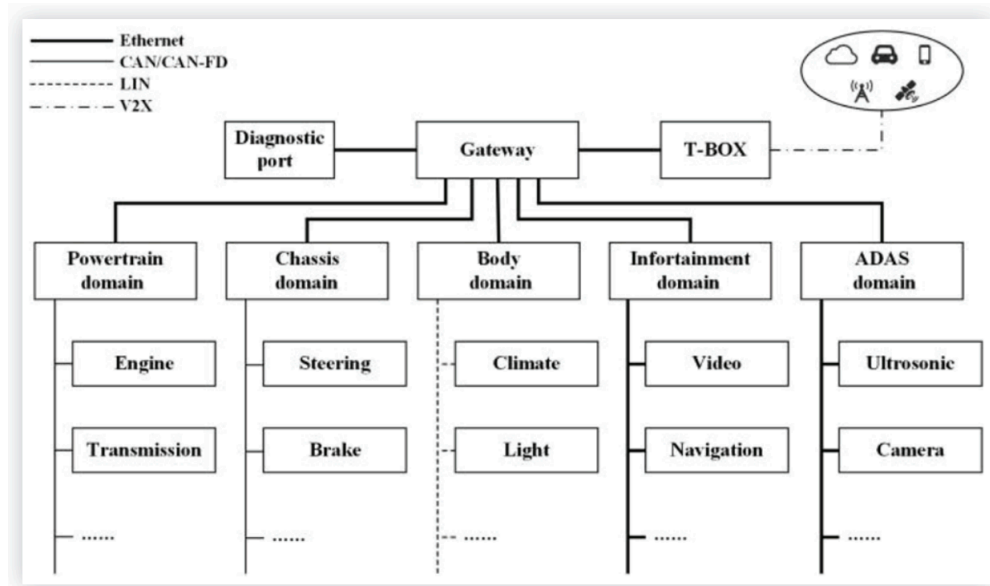 Ethernet
CAN/CAN-FD
LIN
V2X
Diagnostic
port
Gateway
T-BOX
Powertrain
domain
Chassis
domain
Body
domain
Infortainment
domain
ADAS
domain
Engine
Steering
Climate
Video
Ultrosonic
Transmission
Brake
Light
Navigation
Camera
......
......
......
......
......